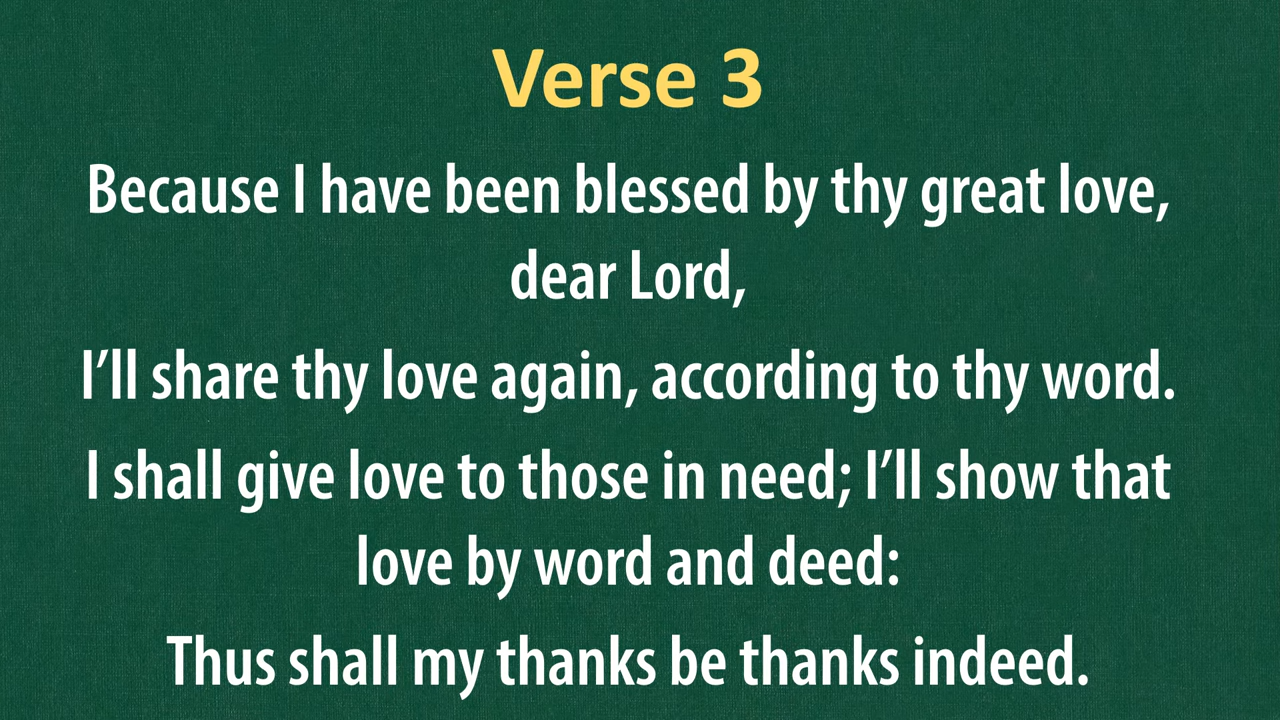 Verse 3
Because I have been blessed by thy great love,
dear Lord,
I’ll share thy love again, according to thy word.
I shall give love to those in need; I’ll show that
love by word and deed:
Thus shall my thanks be thanks indeed.